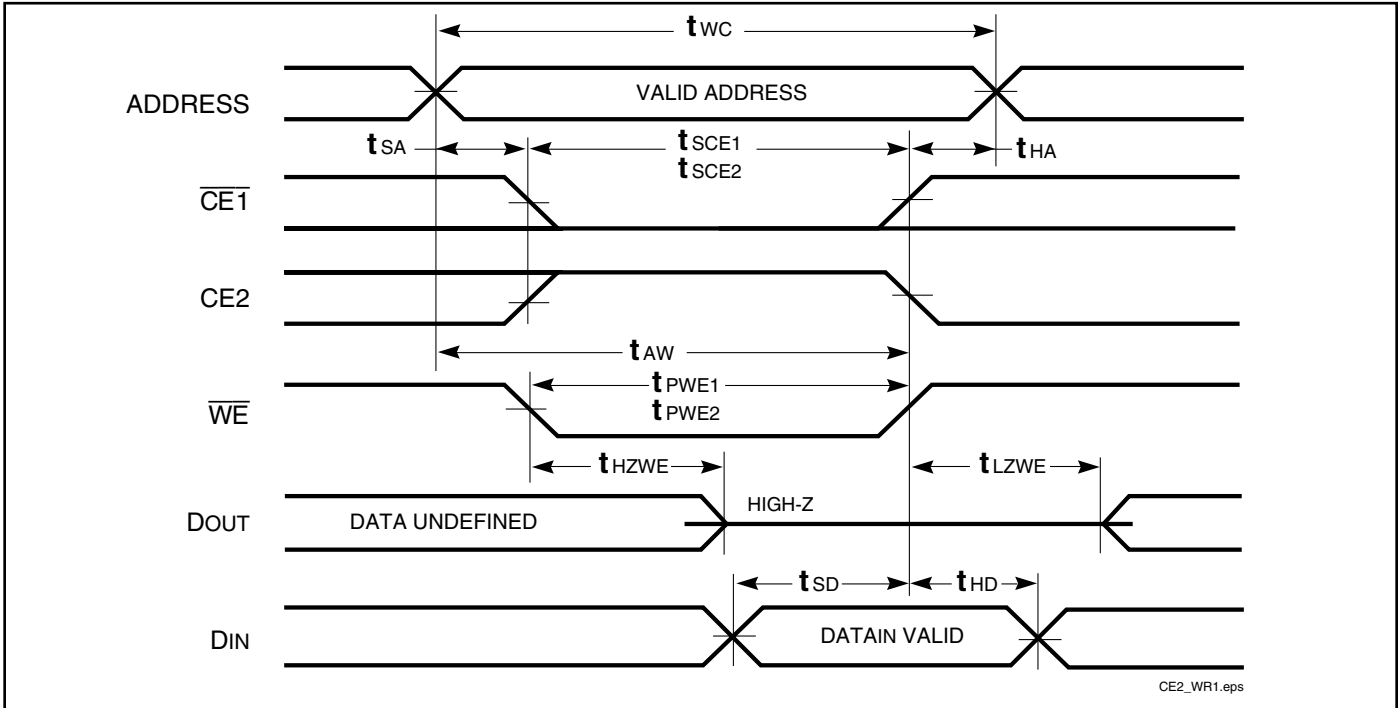 tWC
ADDRESS
VALID ADDRESS
tSA
tSCE1
tSCE2
tHA
CE1
CE2
tAW
WE
tPWE1
tPWE2
tHZWE
tLZWE
DOUT
DATA UNDEFINED
HIGH-Z
tSD
tHD
DIN
DATAIN VALID
CE2_WR1.eps